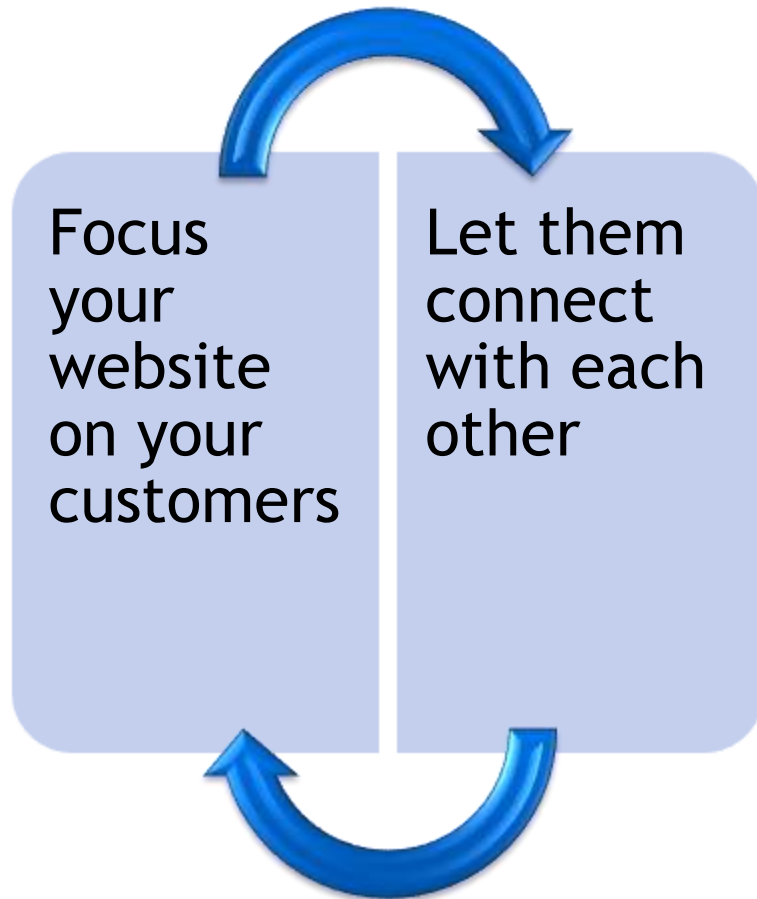 Focus
your
website
on your
customers
Let them
connect
with each
other